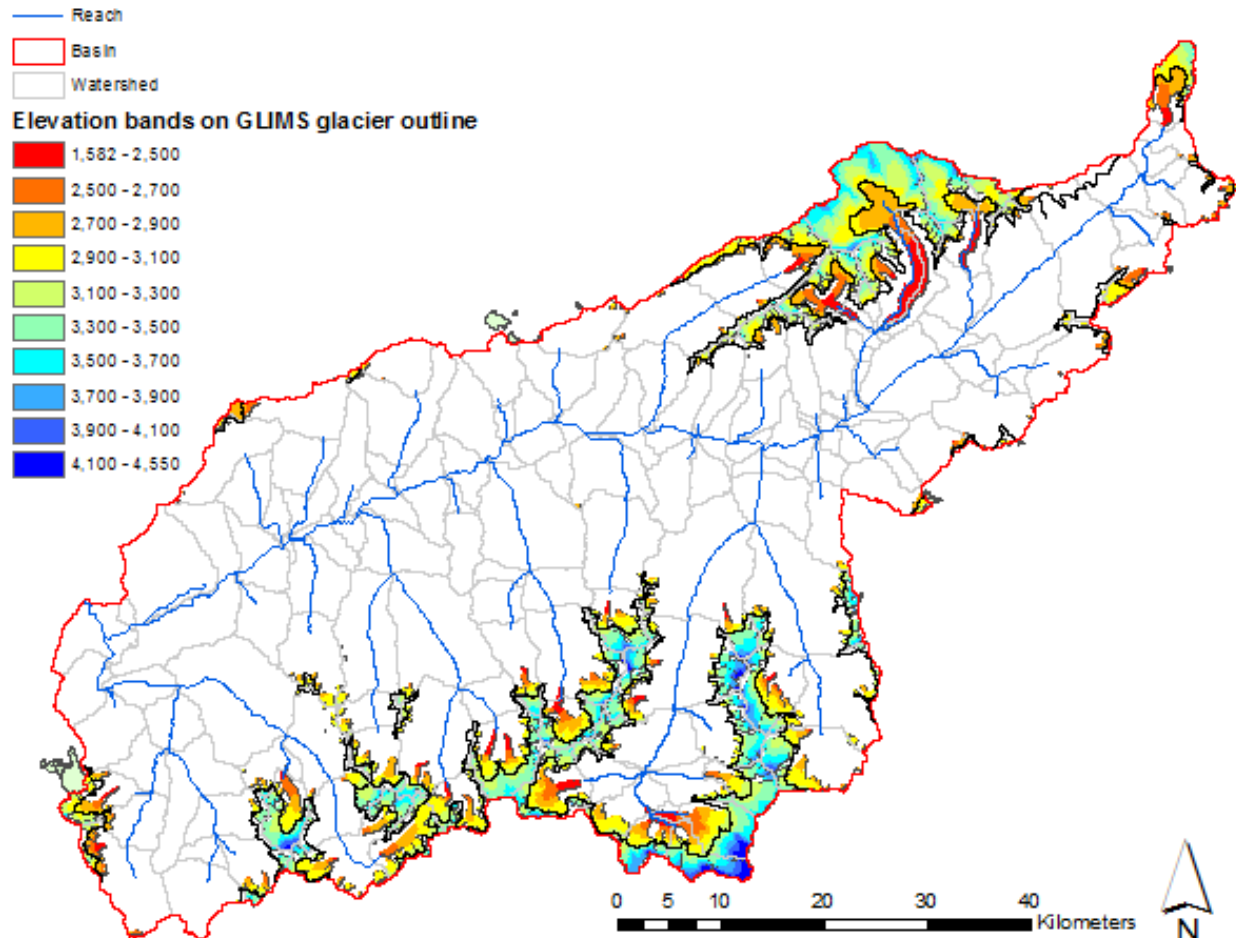 Reach
Basin
Watershed
Elevation bands on GLIMS glacier outline
1,582 - 2,500
2,500 - 2,700
2,700 - 2,900
2,900 - 3,100
3,100 - 3,300
3,300 - 3,500
3,500 - 3,700
3,700 - 3,900
3,900 - 4,100
4,100 - 4,550
0 5 10 20 30 40
Kilometers
N